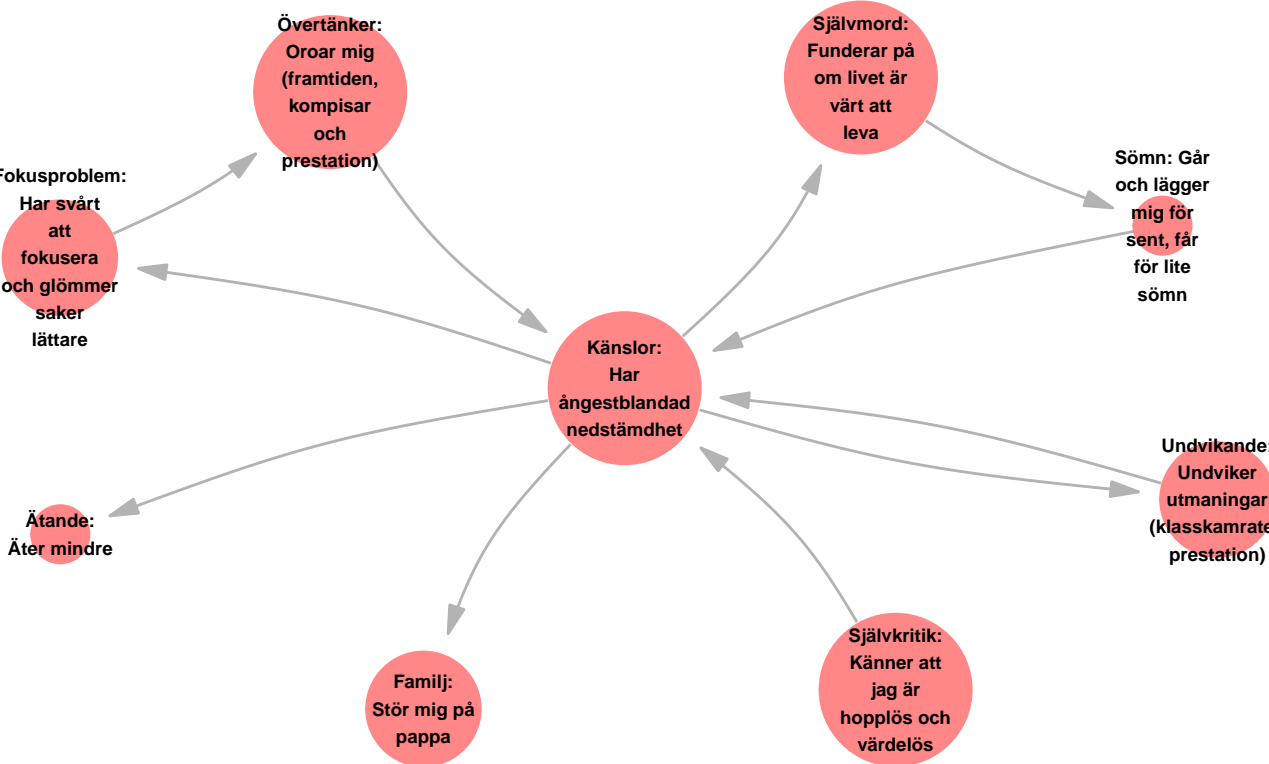 Övertänker:
Oroar mig
(framtiden,
kompisar
och
prestation)
Självmord:
Funderar på
om livet är
värt att
leva
Sömn: Går
och lägger
mig för
sent, får
för lite
sömn
Fokusproblem:
Har svårt
att
fokusera
och glömmer
saker
lättare
Känslor:
Har
ångestblandad
nedstämdhet
Undvikande:
Undviker
utmaningar
(klasskamrate
prestation)
Ätande:
Äter mindre
Familj:
Stör mig på
pappa
Självkritik:
Känner att
jag är
hopplös och
värdelös